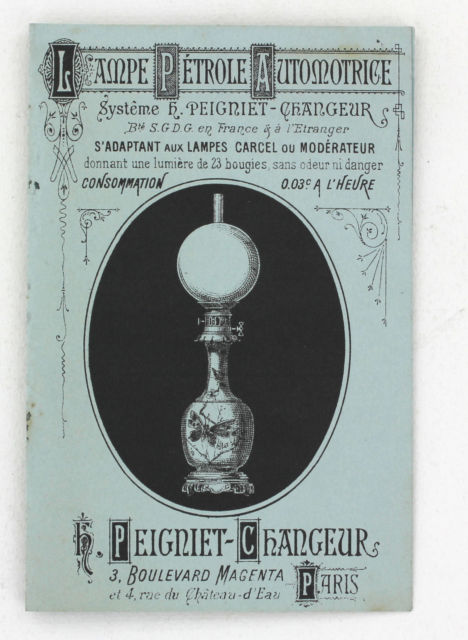 LAMPE PÉTROLE AUTOMOTRICE
Système H. PEIGNIET-CHANGEUR
Bté S.G.D.G. en France & à l'Etranger
S'ADAPTANT AUX LAMPES CARCEL OU MODÉRATEUR
donnant une lumière de 23 bougies, sans odeur ni danger
CONSOMMATION 0.03c A L'HEURE
H. PEIGNIET-CHANGEUR
3, BOULEVARD MAGENTA
et 4, rue du Château-d'Eau
PARIS